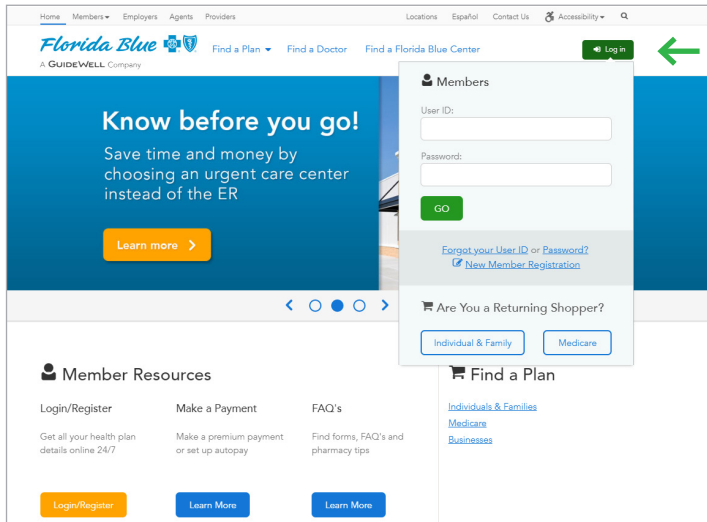 Home Members Employers Agents Providers Locations Español Contact Us Accessibility
Florida Blue
A GUIDEWELL Company
Find a Plan Find a Doctor Find a Florida Blue Center Log in
Know before you go!
Save time and money by
choosing an urgent care center
instead of the ER
Learn more
Members
User ID:
Password:
GO
Forgot your User ID or Password?
New Member Registration
Are You a Returning Shopper?
Individual & Family Medicare
Member Resources
Login/Register Make a Payment FAQ's
Get all your health plan Make a premium payment Find forms, FAQ's and
details online 24/7 or set up autopay pharmacy tips
Login/Register Learn More Learn More
Find a Plan
Individuals & Families
Medicare
Businesses